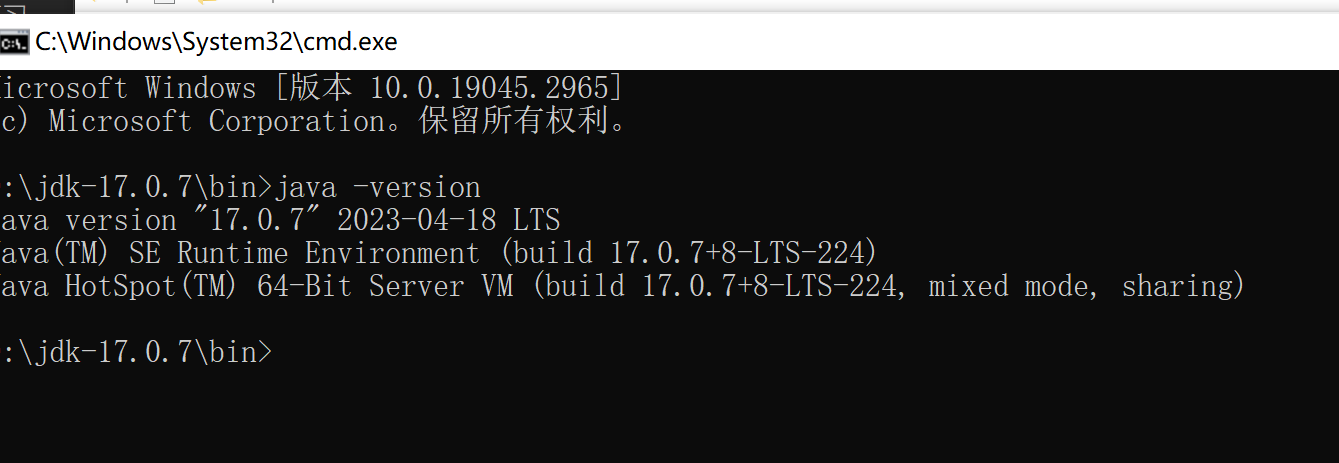 C:\Windows\System32\cmd.exe
icrosoft Windows [版本 10.0.19045.2965]
c) Microsoft Corporation。保留所有权利。
:\jdk-17.0.7\bin>java -version
ava version "17.0.7" 2023-04-18 LTS
ava(TM) SE Runtime Environment (build 17.0.7+8-LTS-224)
ava HotSpot(TM) 64-Bit Server VM (build 17.0.7+8-LTS-224, mixed mode, sharing)
:\jdk-17.0.7\bin>